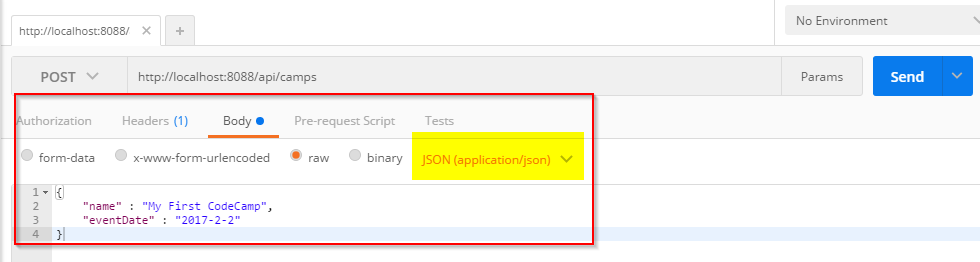 http://localhost:8088/
No Environment
POST http://localhost:8088/api/camps Params Send
Authorization Headers (1) Body Pre-request Script Tests
form-data x-www-form-urlencoded raw binary JSON (application/json)
1 {
2 "name" : "My First CodeCamp",
3 "eventDate" : "2017-2-2"
4 }